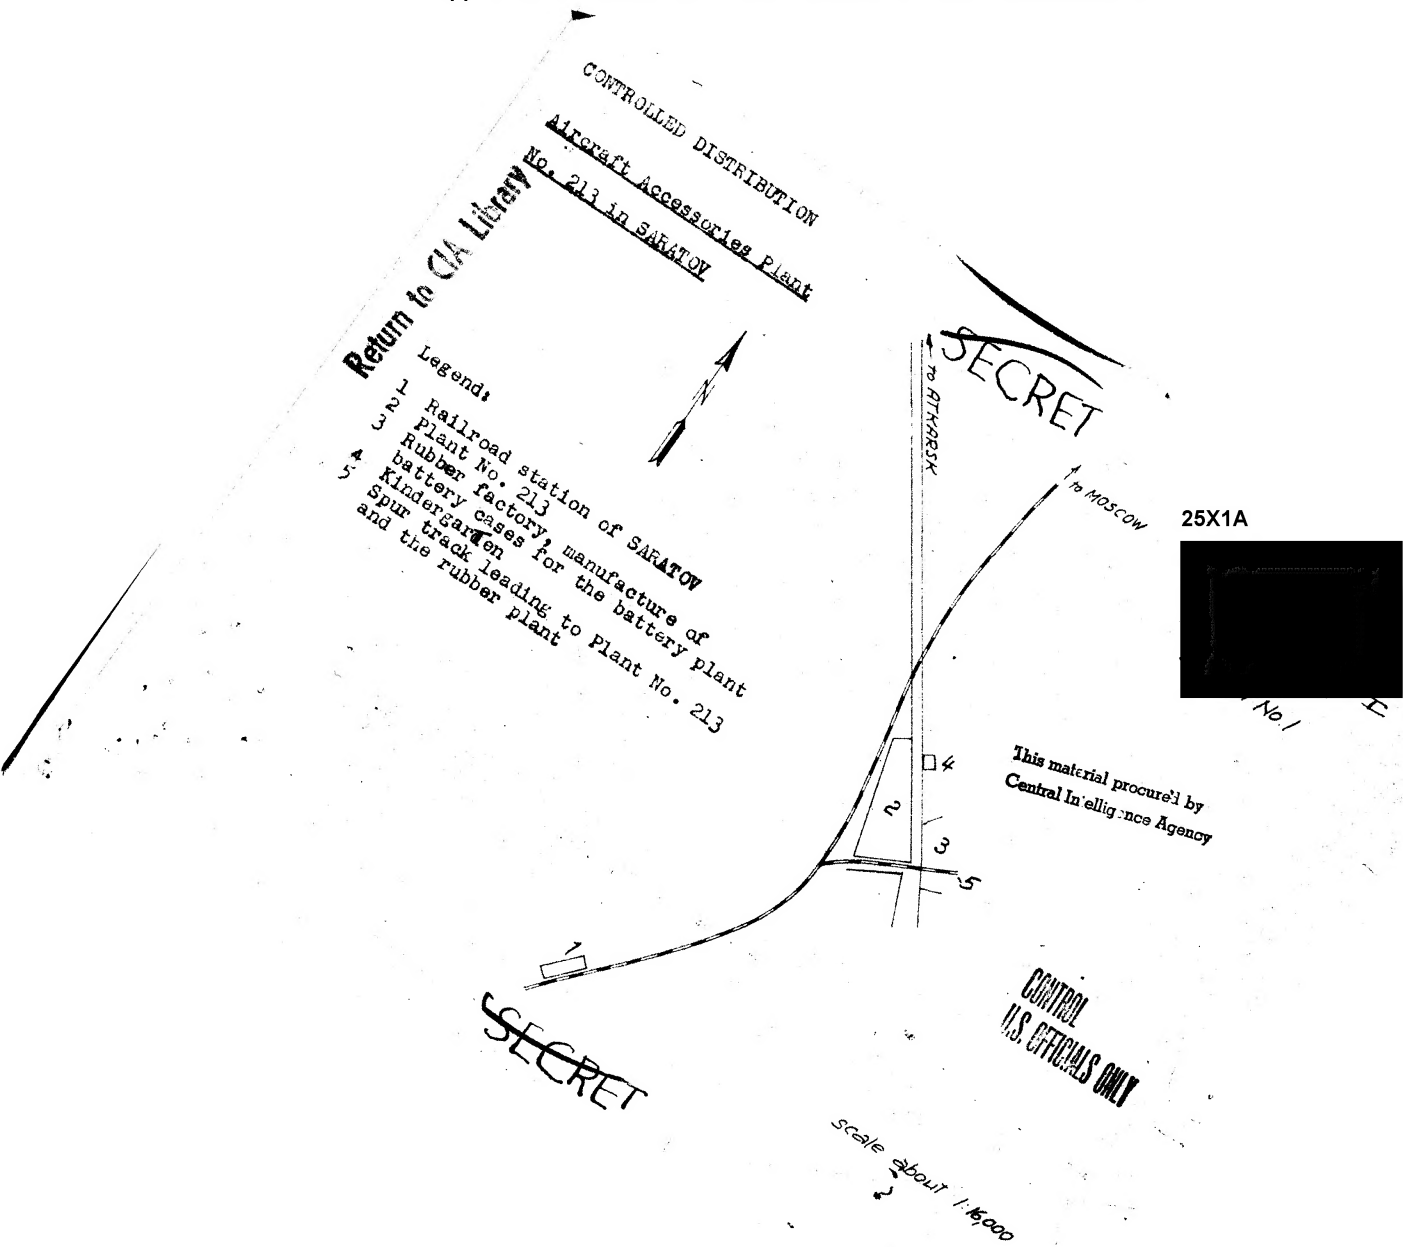 CONTROLLED DISTRIBUTION
Aircraft Accessories Plant
No. 213 in SARATOV
Return to CIA Library
N
Legend:
1 Railroad station of SARATOV
2 Plant No. 213
3 Rubber factory, manufacture of
battery cases for the battery plant
4 Kindergarten
5 Spur track leading to Plant No. 213
and the rubber plant
SECRET
to ATKARSK
to MOSCOW
25X1A
No.1
This material procured by
Central Intelligence Agency
4
2
3
5
1
SECRET
CONTROL
U.S. OFFICIALS ONLY
scale about 1:16,000
?